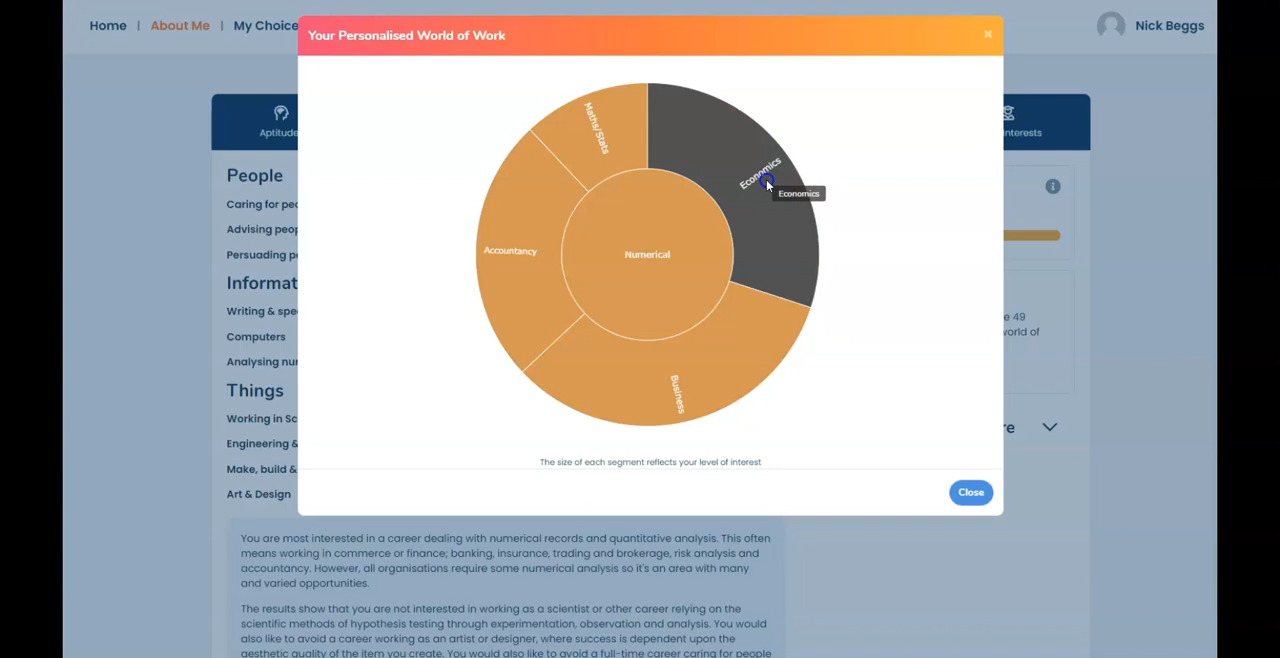 Home | About Me | My Choice
Nick Beggs
Your Personalised World of Work
Aptitude
nterests
People
Caring for peo
Advising peop
Persuading pe
Informat
Writing & spe
Computers
Analysing nur
Things
Working in Sc
Engineering &
Make, build &
Art & Design
Maths/Stats
Economics
Economics
Accountancy
Numerical
Business
The size of each segment reflects your level of interest
Close
e 49
world of
re
You are most interested in a career dealing with numerical records and quantitative analysis. This often
means working in commerce or finance; banking, insurance, trading and brokerage, risk analysis and
accountancy. However, all organisations require some numerical analysis so it's an area with many
and varied opportunities.
The results show that you are not interested in working as a scientist or other career relying on the
scientific methods of hypothesis testing through experimentation, observation and analysis. You would
also like to avoid a career working as an artist or designer, where success is dependent upon the
aesthetic quality of the item you create. You would also like to avoid a full-time career caring for people